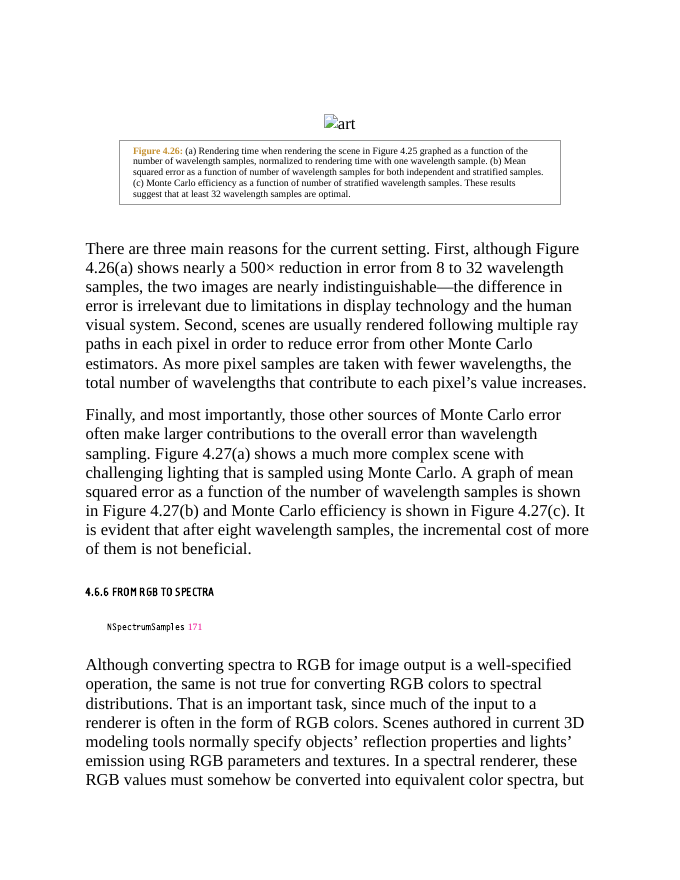 art
Figure 4.26: (a) Rendering time when rendering the scene in Figure 4.25 graphed as a function of the
number of wavelength samples, normalized to rendering time with one wavelength sample. (b) Mean
squared error as a function of number of wavelength samples for both independent and stratified samples.
(c) Monte Carlo efficiency as a function of number of stratified wavelength samples. These results
suggest that at least 32 wavelength samples are optimal.
There are three main reasons for the current setting. First, although Figure
4.26(a) shows nearly a 500× reduction in error from 8 to 32 wavelength
samples, the two images are nearly indistinguishable—the difference in
error is irrelevant due to limitations in display technology and the human
visual system. Second, scenes are usually rendered following multiple ray
paths in each pixel in order to reduce error from other Monte Carlo
estimators. As more pixel samples are taken with fewer wavelengths, the
total number of wavelengths that contribute to each pixel’s value increases.
Finally, and most importantly, those other sources of Monte Carlo error
often make larger contributions to the overall error than wavelength
sampling. Figure 4.27(a) shows a much more complex scene with
challenging lighting that is sampled using Monte Carlo. A graph of mean
squared error as a function of the number of wavelength samples is shown
in Figure 4.27(b) and Monte Carlo efficiency is shown in Figure 4.27(c). It
is evident that after eight wavelength samples, the incremental cost of more
of them is not beneficial.
4.6.6 FROM RGB TO SPECTRA
NSpectrumSamples 171
Although converting spectra to RGB for image output is a well-specified
operation, the same is not true for converting RGB colors to spectral
distributions. That is an important task, since much of the input to a
renderer is often in the form of RGB colors. Scenes authored in current 3D
modeling tools normally specify objects’ reflection properties and lights’
emission using RGB parameters and textures. In a spectral renderer, these
RGB values must somehow be converted into equivalent color spectra, but